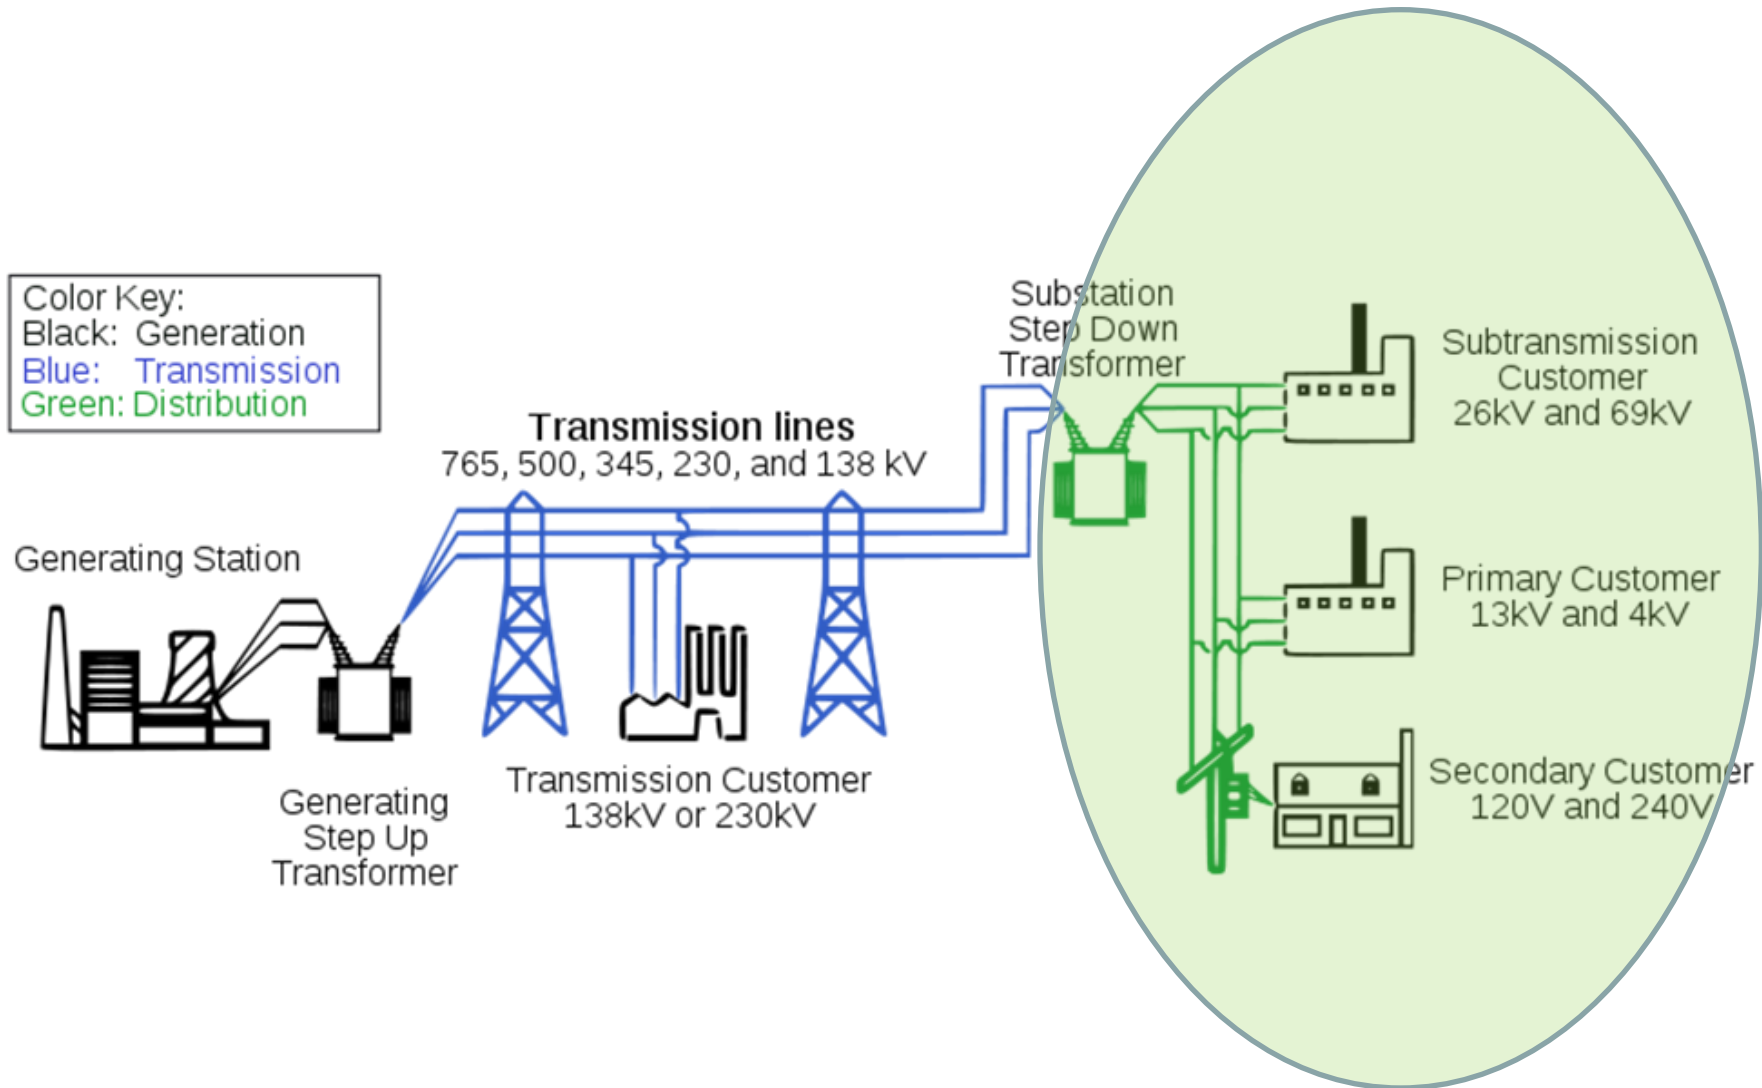 Color Key:
Black: Generation
Blue: Transmission
Green: Distribution
Generating Station
Generating
Step Up
Transformer
Transmission lines
765, 500, 345, 230, and 138 kV
Transmission Customer
138kV or 230kV
Substation
Step Down
Transformer
Subtransmission
Customer
26kV and 69kV
Primary Customer
13kV and 4kV
Secondary Customer
120V and 240V